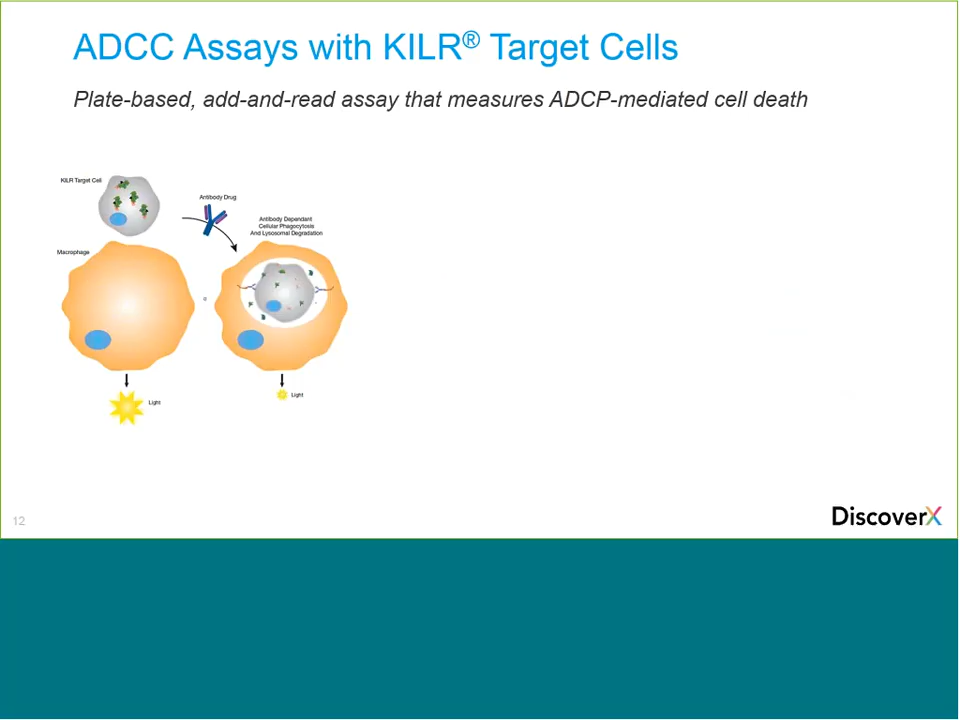 ADCC Assays with KILR® Target Cells
Plate-based, add-and-read assay that measures ADCP-mediated cell death
KILR Target Cell
Antibody Drug
Antibody Dependent
Cellular Phagocytosis
And Lysosomal Degradation
Macrophage
Light
Light
12
DiscoverX